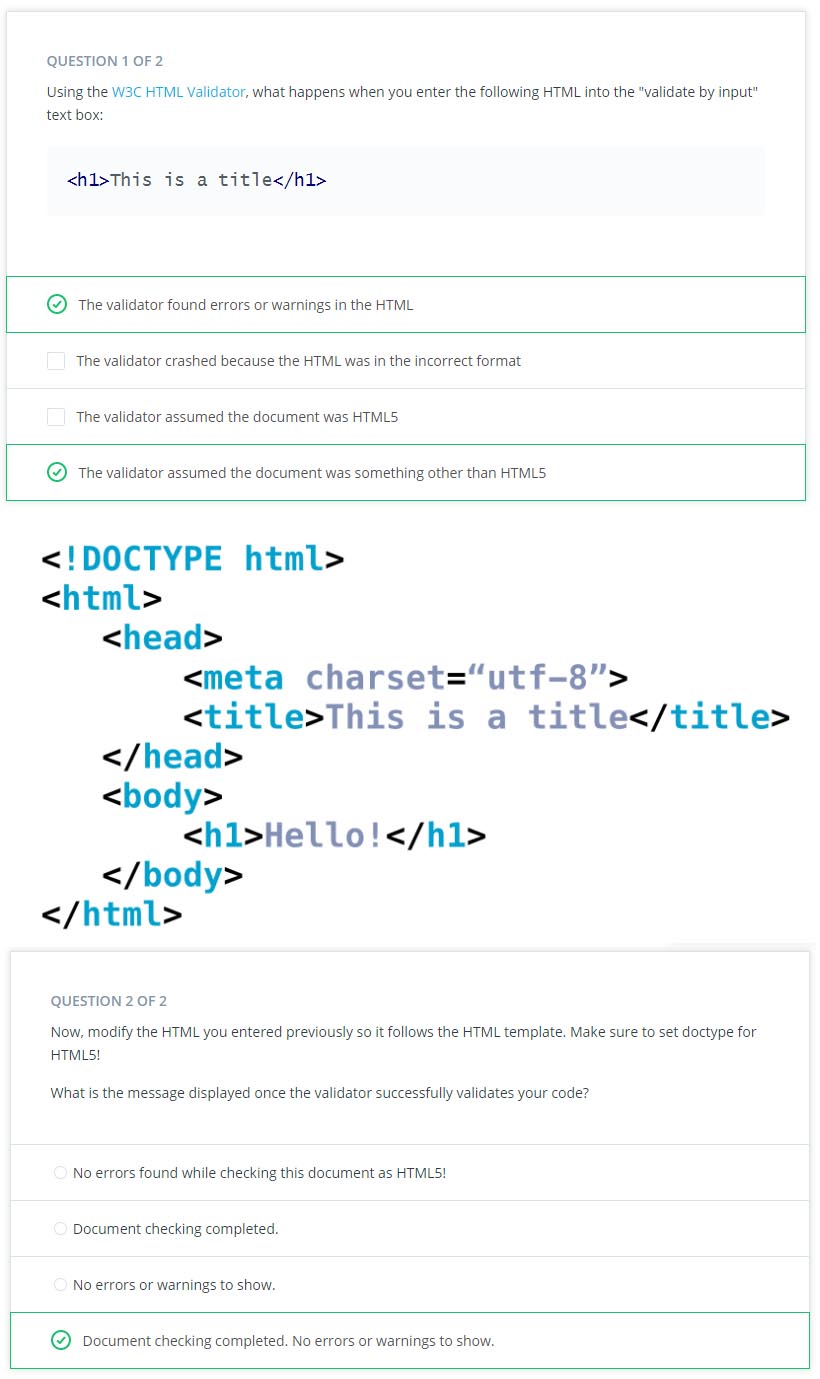 QUESTION 1 OF 2
Using the W3C HTML Validator, what happens when you enter the following HTML into the "validate by input"
text box:
<h1>This is a title</h1>
The validator found errors or warnings in the HTML
The validator crashed because the HTML was in the incorrect format
The validator assumed the document was HTML5
The validator assumed the document was something other than HTML5
<!DOCTYPE html>
<html>
<head>
<meta charset=“utf-8”>
<title>This is a title</title>
</head>
<body>
<h1>Hello!</h1>
</body>
</html>
QUESTION 2 OF 2
Now, modify the HTML you entered previously so it follows the HTML template. Make sure to set doctype for
HTML5!
What is the message displayed once the validator successfully validates your code?
No errors found while checking this document as HTML5!
Document checking completed.
No errors or warnings to show.
Document checking completed. No errors or warnings to show.